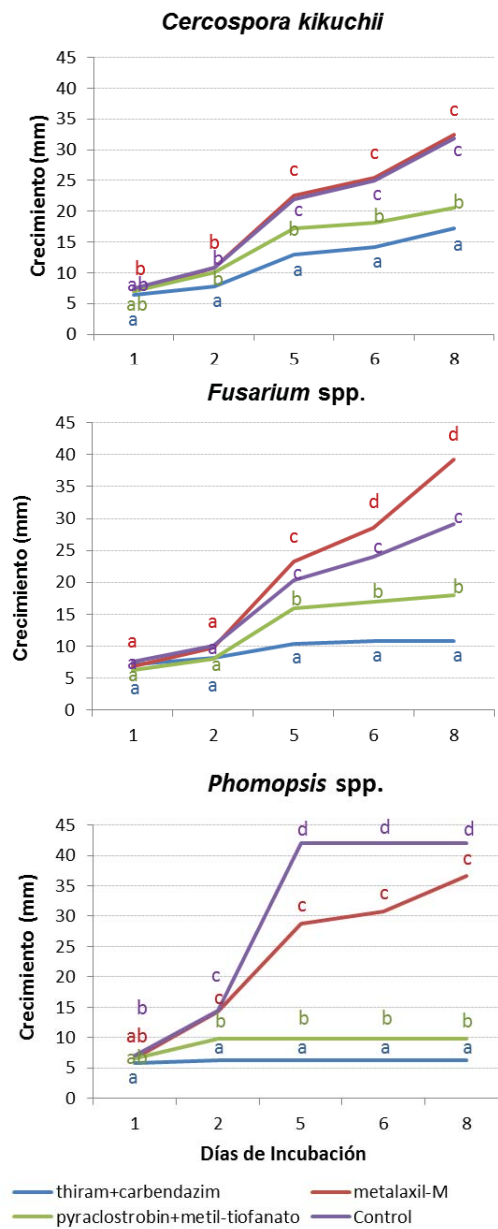 Cercospora kikuchii
Crecimiento (mm)
45
40
35
30
25
20
15
10
5
0
b
ab
ab
a
b
b
b
a
c
c
b
a
c
c
b
a
c
c
b
a
1 2 5 6 8
Fusarium spp.
Crecimiento (mm)
45
40
35
30
25
20
15
10
5
0
a
a
a
a
a
a
a
a
c
c
b
a
d
c
b
a
d
c
b
a
1 2 5 6 8
Phomopsis spp.
Crecimiento (mm)
45
40
35
30
25
20
15
10
5
0
b
ab
ab
a
c
c
b
a
d
c
b
a
d
c
b
a
d
c
b
a
1 2 5 6 8
Días de Incubación
thiram+carbendazim metalaxil-M
pyraclostrobin+metil-tiofanato Control